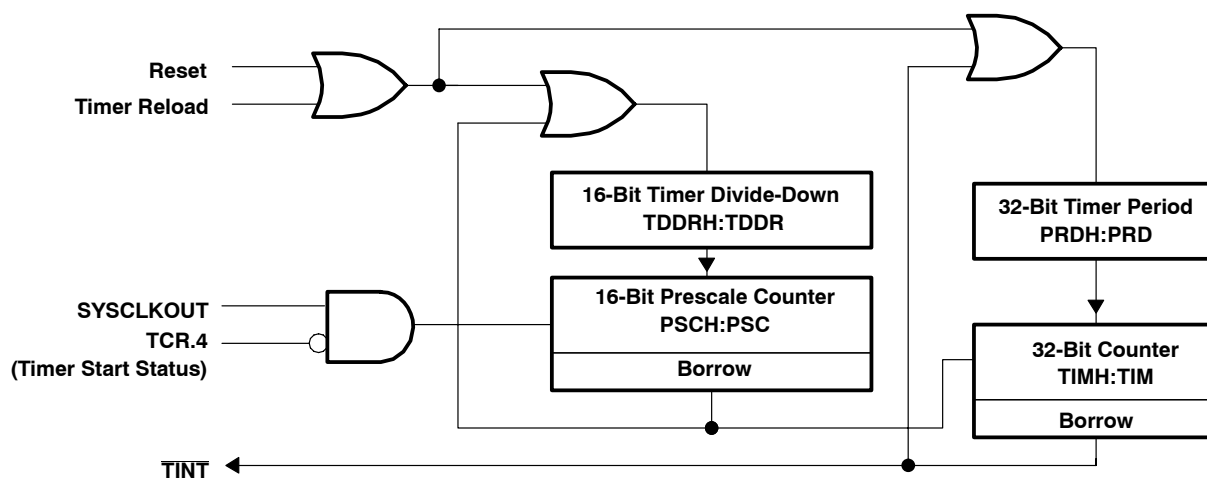 Reset
Timer Reload
16-Bit Timer Divide-Down
TDDRH:TDDR
32-Bit Timer Period
PRDH:PRD
SYSCLKOUT
TCR.4
(Timer Start Status)
16-Bit Prescale Counter
PSCH:PSC
Borrow
32-Bit Counter
TIMH:TIM
Borrow
TINT